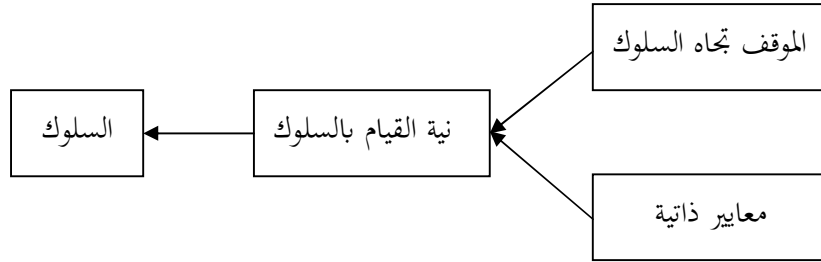 الموقف تجاه السلوك
نية القيام بالسلوك
السلوك
معايير ذاتية